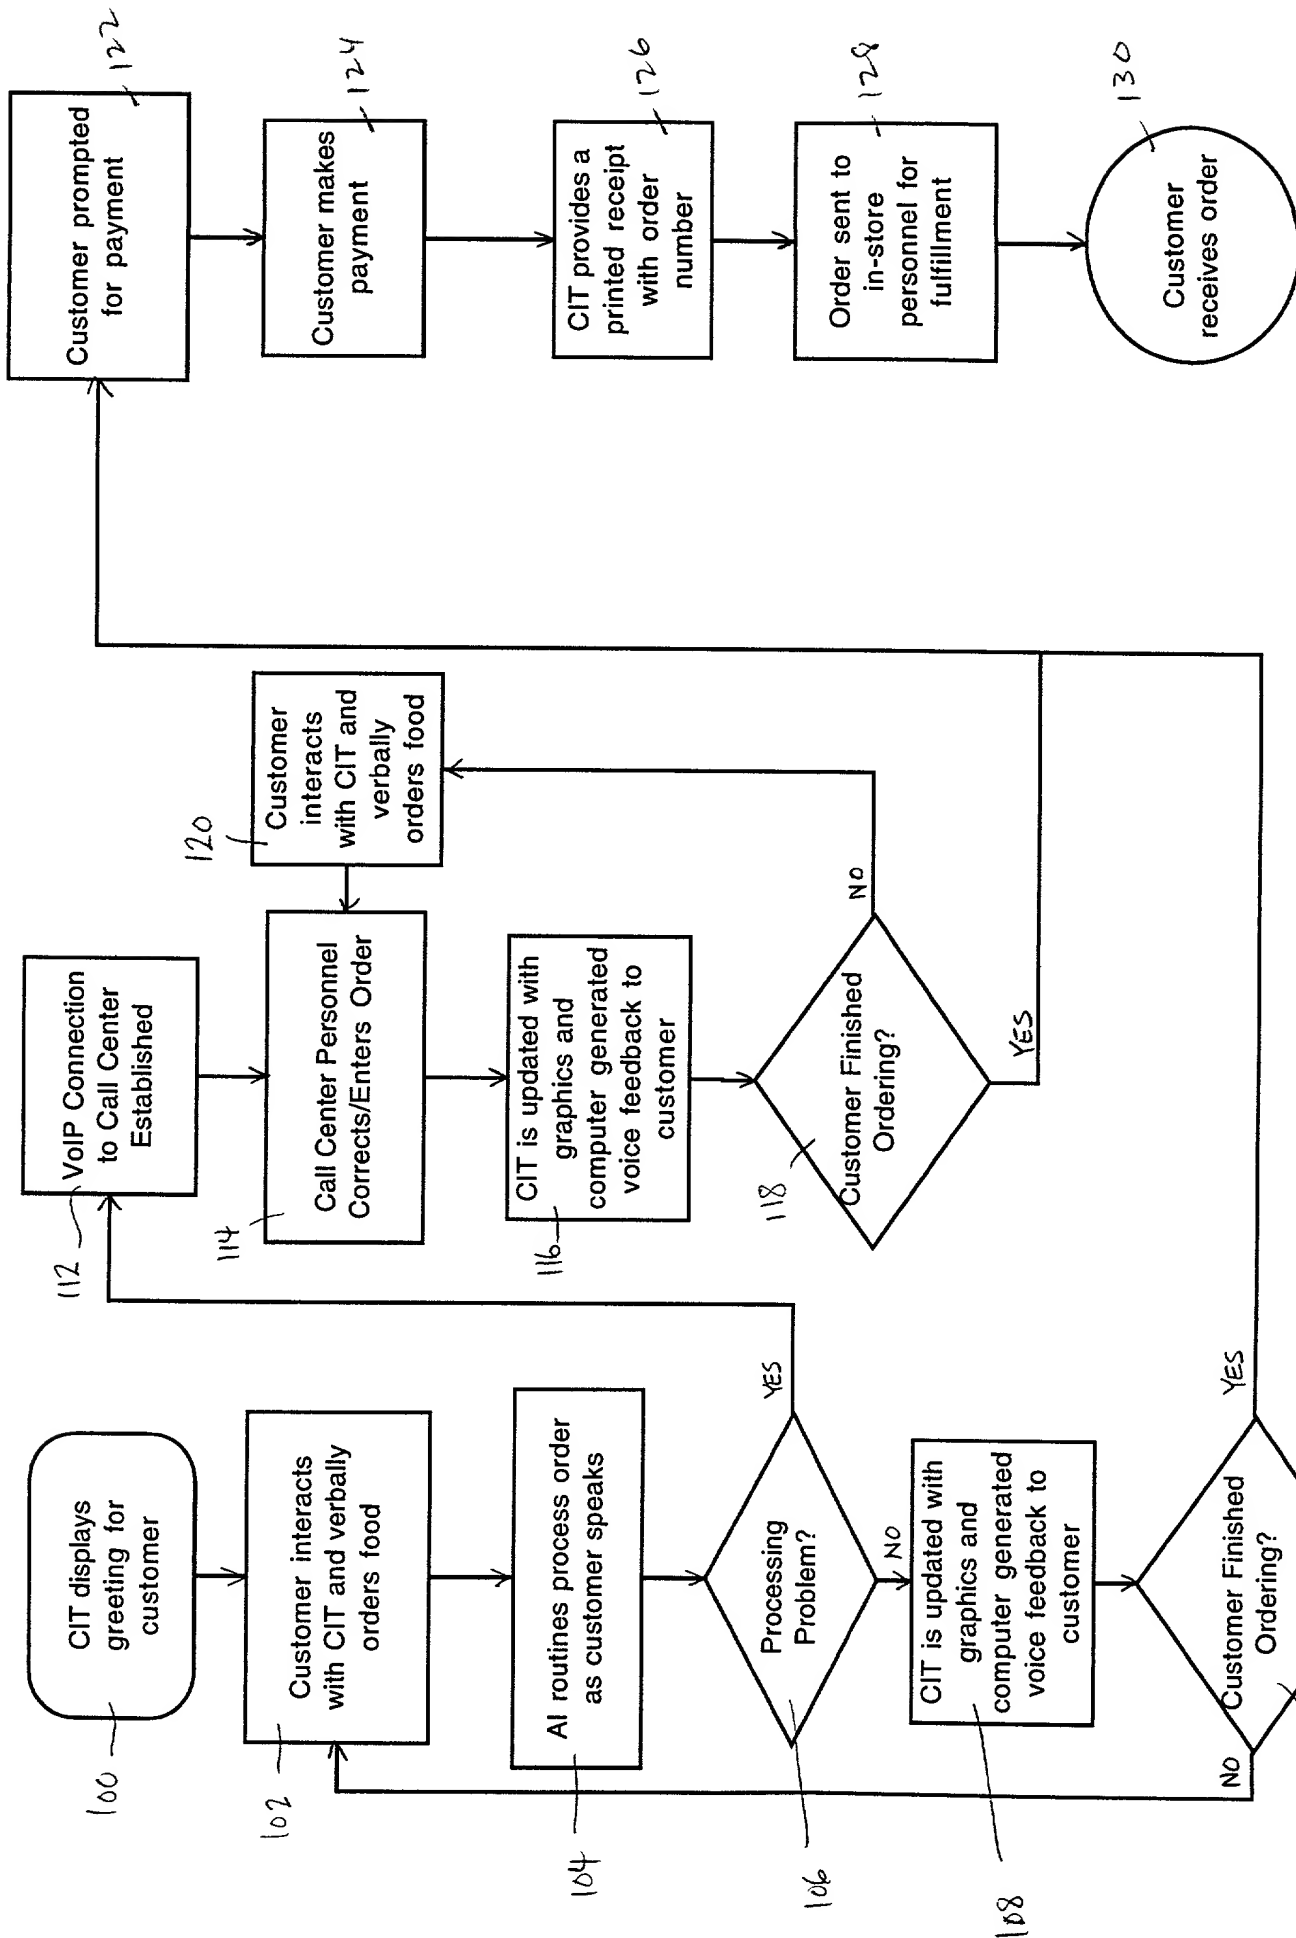 100
CIT displays
greeting for
customer
102
Customer interacts
with CIT and verbally
orders food
104
AI routines process order
as customer speaks
106
Processing
Problem?
YES
NO
108
CIT is updated with
graphics and
computer generated
voice feedback to
customer
Customer Finished
Ordering?
NO
YES
112
VoIP Connection
to Call Center
Established
114
Call Center Personnel
Corrects/Enters Order
116
CIT is updated with
graphics and
computer generated
voice feedback to
customer
118
Customer Finished
Ordering?
NO
YES
120
Customer
interacts
with CIT and
verbally
orders food
122
Customer prompted
for payment
124
Customer makes
payment
126
CIT provides a
printed receipt
with order
number
128
Order sent to
in-store
personnel for
fulfillment
130
Customer
receives order